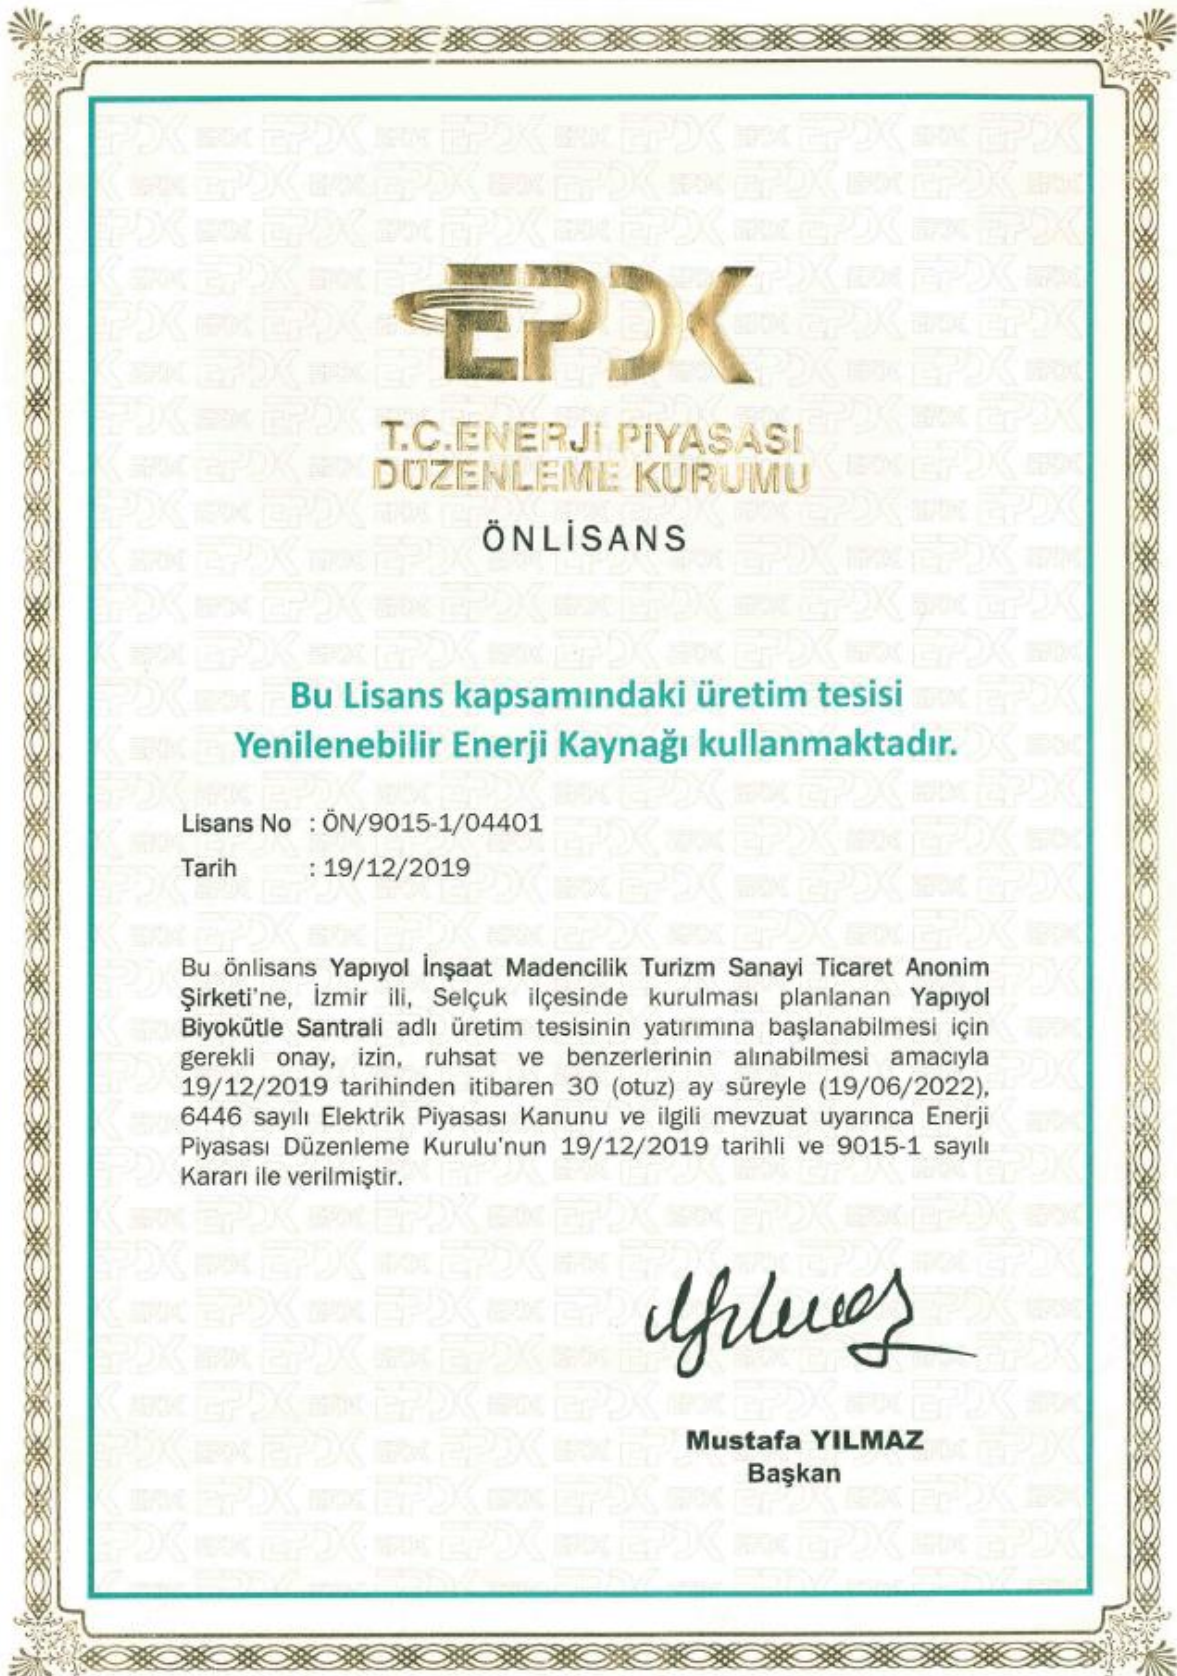 EPDK
T.C.ENERJİ PİYASASI
DÜZENLEME KURUMU
ÖNLİSANS
Bu Lisans kapsamındaki üretim tesisi
Yenilenebilir Enerji Kaynağı kullanmaktadır.
Lisans No : ÖN/9015-1/04401
Tarih : 19/12/2019
Bu önlisans Yapıyol İnşaat Madencilik Turizm Sanayi Ticaret Anonim
Şirketi'ne, İzmir ili, Selçuk ilçesinde kurulması planlanan Yapıyol
Biyokütle Santrali adlı üretim tesisinin yatırımına başlanabilmesi için
gerekli onay, izin, ruhsat ve benzerlerinin alınabilmesi amacıyla
19/12/2019 tarihinden itibaren 30 (otuz) ay süreyle (19/06/2022),
6446 sayılı Elektrik Piyasası Kanunu ve ilgili mevzuat uyarınca Enerji
Piyasası Düzenleme Kurulu'nun 19/12/2019 tarihli ve 9015-1 sayılı
Kararı ile verilmiştir.
Mustafa YILMAZ
Başkan